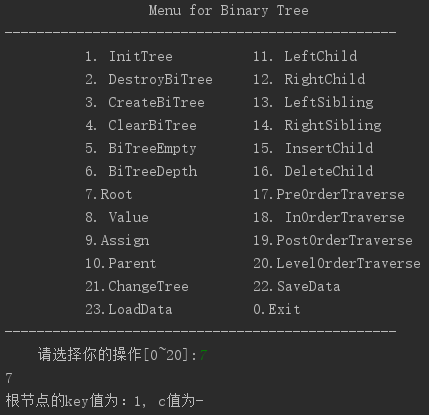 Menu for Binary Tree
-------------------------------------------------
1. InitTree 11. LeftChild
2. DestroyBiTree 12. RightChild
3. CreateBiTree 13. LeftSibling
4. ClearBiTree 14. RightSibling
5. BiTreeEmpty 15. InsertChild
6. BiTreeDepth 16. DeleteChild
7.Root 17.PreOrderTraverse
8. Value 18. InOrderTraverse
9.Assign 19.PostOrderTraverse
10.Parent 20.LevelOrderTraverse
21.ChangeTree 22.SaveData
23.LoadData 0.Exit
-------------------------------------------------
请选择你的操作[0~20]:7
7
根节点的key值为：1, c值为-